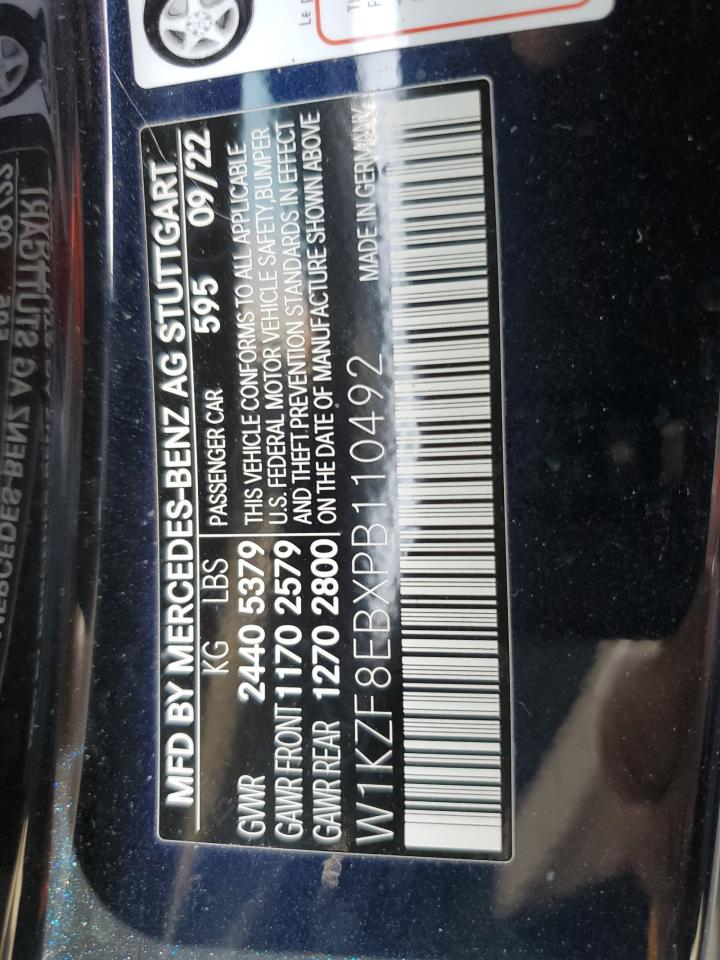 MFD BY MERCEDES-BENZ AG STUTTGART
KG LBS PASSENGER CAR 595 09/22
GVWR 2440 5379 THIS VEHICLE CONFORMS TO ALL APPLICABLE
GAWR FRONT 1170 2579 U.S. FEDERAL MOTOR VEHICLE SAFETY, BUMPER
AND THEFT PREVENTION STANDARDS IN EFFECT
GAWR REAR 1270 2800 ON THE DATE OF MANUFACTURE SHOWN ABOVE
W1KZF8EBXPB110492 MADE IN GERMANY
Le